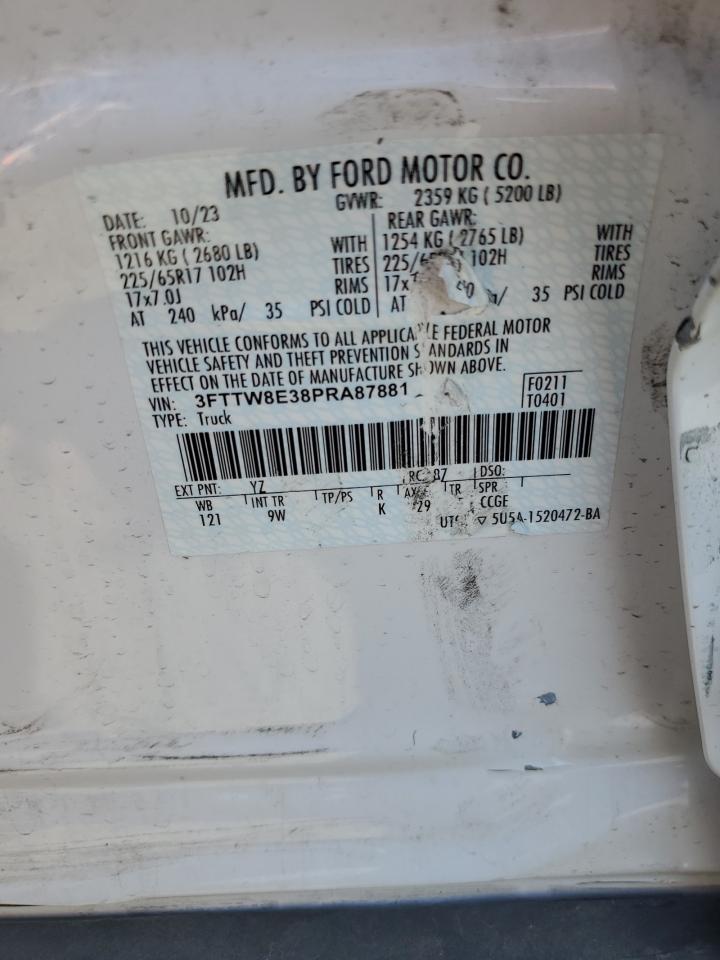 MFD. BY FORD MOTOR CO.
DATE: 10/23 GVWR: 2359 KG ( 5200 LB)
FRONT GAWR: REAR GAWR:
1216 KG ( 2680 LB) WITH 1254 KG ( 2765 LB) WITH
225/65R17 102H TIRES 102H TIRES
17x7.0J RIMS RIMS
AT 240 kPa/ 35 PSI COLD AT 35 PSI COLD
THIS VEHICLE CONFORMS TO ALL FEDERAL MOTOR
VEHICLE SAFETY AND THEFT PREVENTION STANDARDS IN
EFFECT ON THE DATE OF MANUFACTURE SHOWN ABOVE.
VIN: 3FTTW8E38PRA87881 F0211
TYPE: Truck T0401
EXT PNT: YZ RC: 87 DSO:
WB INT TR TP/PS R AX TR SPR
121 9W K 29 CCGE
5U5A-1520472-BA